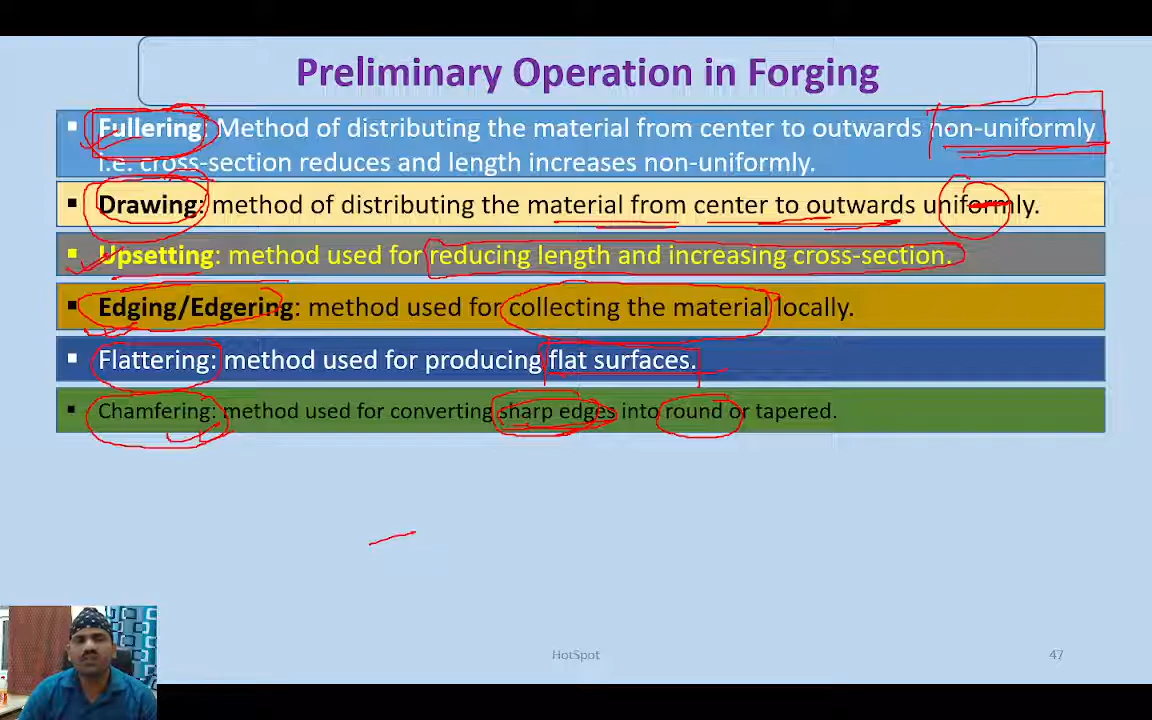 Preliminary Operation in Forging
▪ Fullering: Method of distributing the material from center to outwards non-uniformly
i.e. cross-section reduces and length increases non-uniformly.
▪ Drawing: method of distributing the material from center to outwards uniformly.
▪ Upsetting: method used for reducing length and increasing cross-section.
▪ Edging/Edgering: method used for collecting the material locally.
▪ Flattering: method used for producing flat surfaces.
▪ Chamfering: method used for converting sharp edges into round or tapered.
HotSpot
47